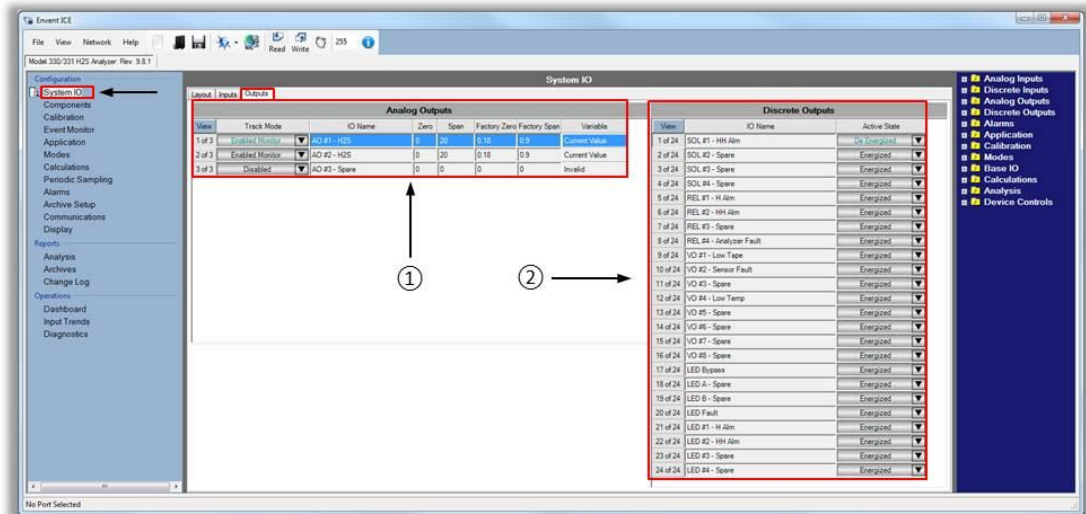 Envent ICE
File View Network Help Read Write 255
Model 330/331 H2S Analyzer: Rev. 9.8.1
Configuration
System IO
Components
Calibration
Event Monitor
Application
Modes
Calculations
Periodic Sampling
Alarms
Archive Setup
Communications
Display
Reports
Analysis
Archives
Change Log
Operations
Dashboard
Input Trends
Diagnostics
System IO
Layout Inputs Outputs
Analog Outputs
View Track Mode IO Name Zero Span Factory Zero Factory Span Variable
1 of 3 Enabled Monitor AO #1 - H2S 0 20 0.18 0.9 Current Value
2 of 3 Enabled Monitor AO #2 - H2S 0 20 0.18 0.9 Current Value
3 of 3 Disabled AO #3 - Spare 0 0 0 0 Invalid
1
2
Discrete Outputs
View IO Name Active State
1 of 24 SOL #1 - HH Alm De Energized
2 of 24 SOL #2 - Spare Energized
3 of 24 SOL #3 - Spare Energized
4 of 24 SOL #4 - Spare Energized
5 of 24 REL #1 - H Alm Energized
6 of 24 REL #2 - HH Alm Energized
7 of 24 REL #3 - Spare Energized
8 of 24 REL #4 - Analyzer Fault Energized
9 of 24 VO #1 - Low Tape Energized
10 of 24 VO #2 - Sensor Fault Energized
11 of 24 VO #3 - Spare Energized
12 of 24 VO #4 - Low Temp Energized
13 of 24 VO #5 - Spare Energized
14 of 24 VO #6 - Spare Energized
15 of 24 VO #7 - Spare Energized
16 of 24 VO #8 - Spare Energized
17 of 24 LED Bypass Energized
18 of 24 LED A - Spare Energized
19 of 24 LED B - Spare Energized
20 of 24 LED Fault Energized
21 of 24 LED #1 - H Alm Energized
22 of 24 LED #2 - HH Alm Energized
23 of 24 LED #3 - Spare Energized
24 of 24 LED #4 - Spare Energized
Analog Inputs
Discrete Inputs
Analog Outputs
Discrete Outputs
Alarms
Application
Calibration
Modes
Base IO
Calculations
Analysis
Device Controls
No Port Selected